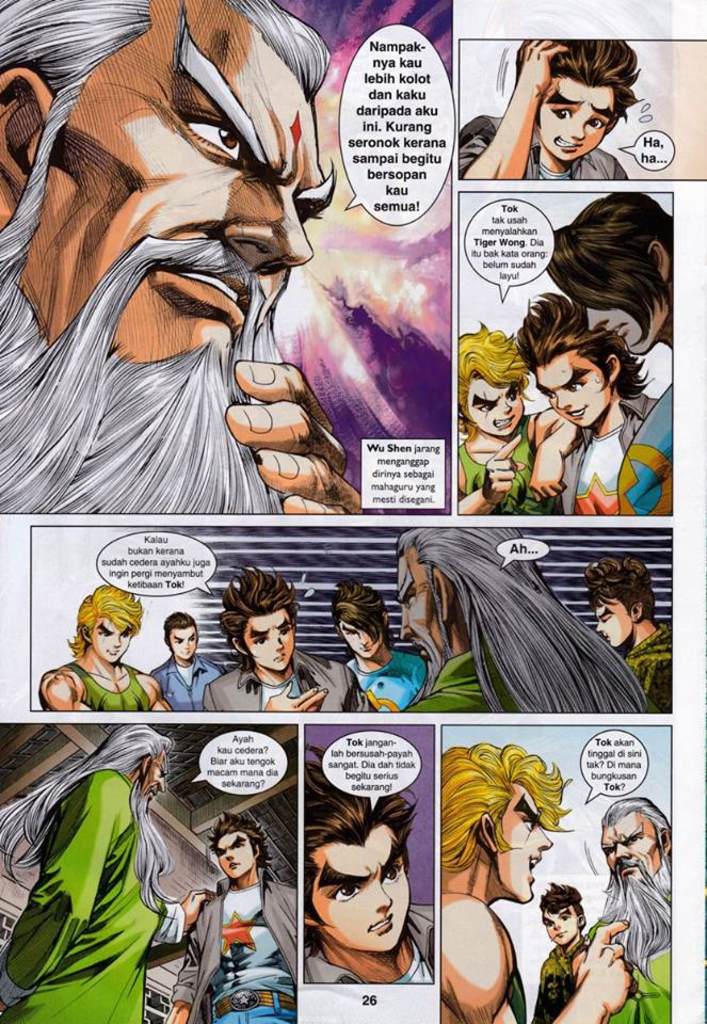 Nampak-
nya kau
lebih kolot
dan kaku
daripada aku
ini. Kurang
seronok kerana
sampai begitu
bersopan
kau
semua!
Ha,
ha...
Tok
tak usah
menyalahkan
Tiger Wong. Dia
itu bak kata orang:
belum sudah
layu!
Wu Shen jarang
menganggap
dirinya sebagai
mahaguru yang
mesti disegani.
Kalau
bukan kerana
sudah cedera ayahku juga
ingin pergi menyambut
ketibaan Tok!
Ah...
Ayah
kau cedera?
Biar aku tengok
macam mana dia
sekarang?
Tok jangan-
lah bersusah-payah
sangat. Dia dah tidak
begitu serius
sekarang!
Tok akan
tinggal di sini
tak? Di mana
bungkusan
Tok?
26